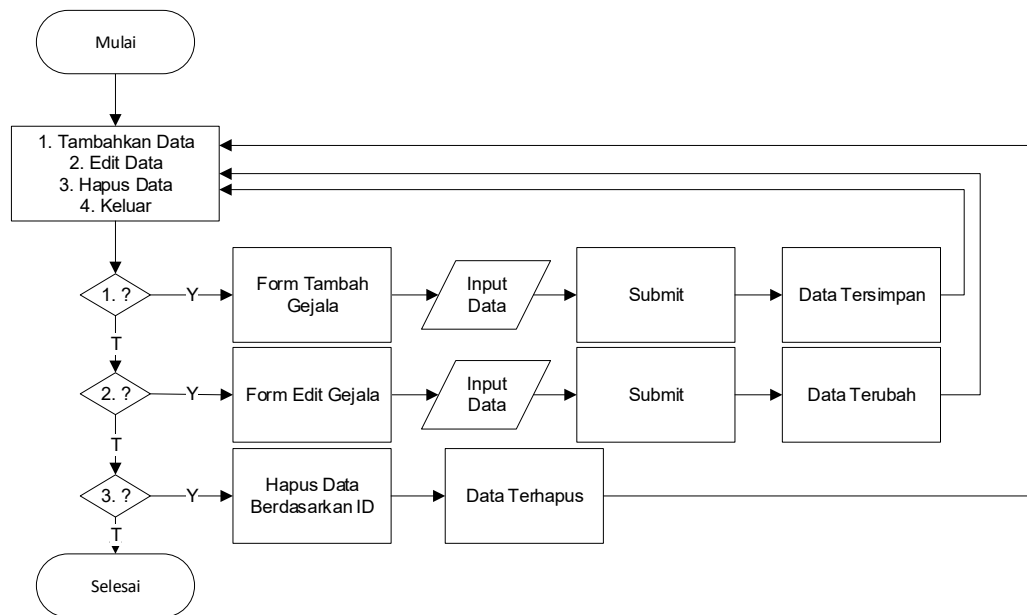 Mulai
1. Tambahkan Data
2. Edit Data
3. Hapus Data
4. Keluar
1. ?
Y
Form Tambah
Gejala
Input
Data
Submit
Data Tersimpan
T
2. ?
Y
Form Edit Gejala
Input
Data
Submit
Data Terubah
T
3. ?
Y
Hapus Data
Berdasarkan ID
Data Terhapus
T
Selesai